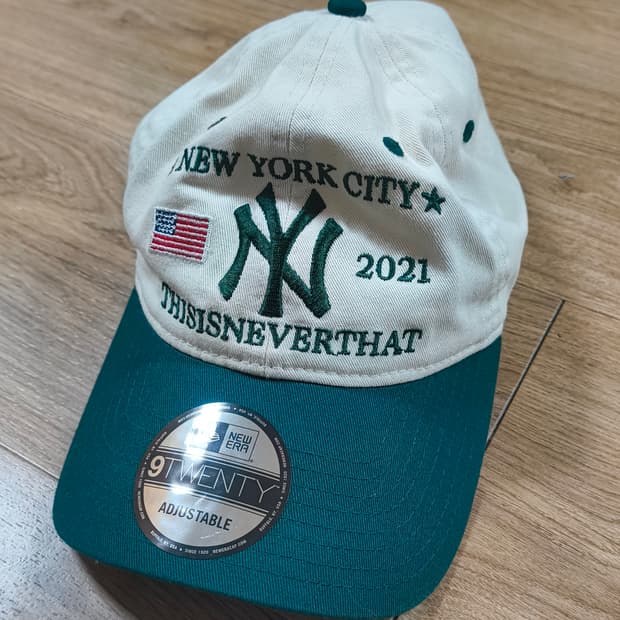 NEW YORK CITY★
NY
2021
THISISNEVERTHAT
NEW ERA
9TWENTY
ADJUSTABLE